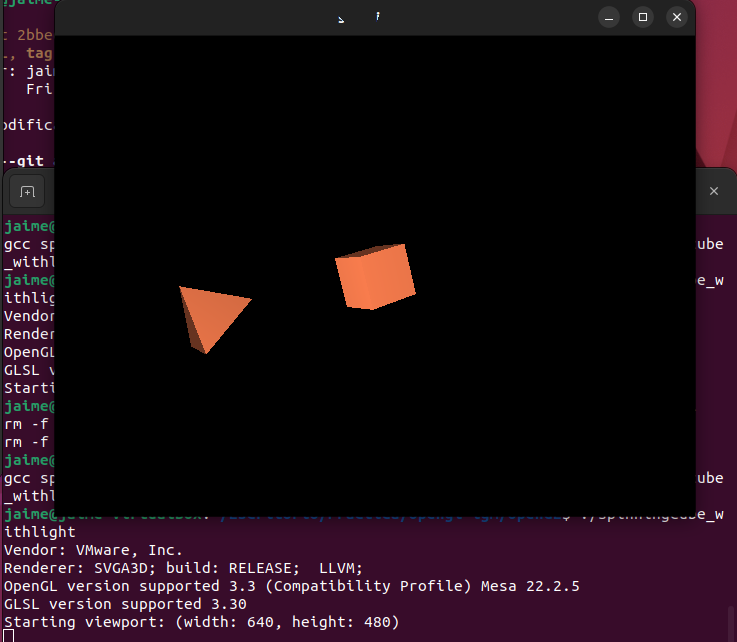 @jaime
: 2bbe
, tag
: jai
Fri
odific
--git
jaime@
gcc sp ube
_withl
jaime@ e_w
ithlig
Vendor
Render
OpenGL
GLSL v
Starti
jaime@
rm -f
rm -f
jaime@
gcc sp ube
_withl
jaime@jaime-VirtualBox: $ ./spinningcube_w
ithlight
Vendor: VMware, Inc.
Renderer: SVGA3D; build: RELEASE;  LLVM;
OpenGL version supported 3.3 (Compatibility Profile) Mesa 22.2.5
GLSL version supported 3.30
Starting viewport: (width: 640, height: 480)